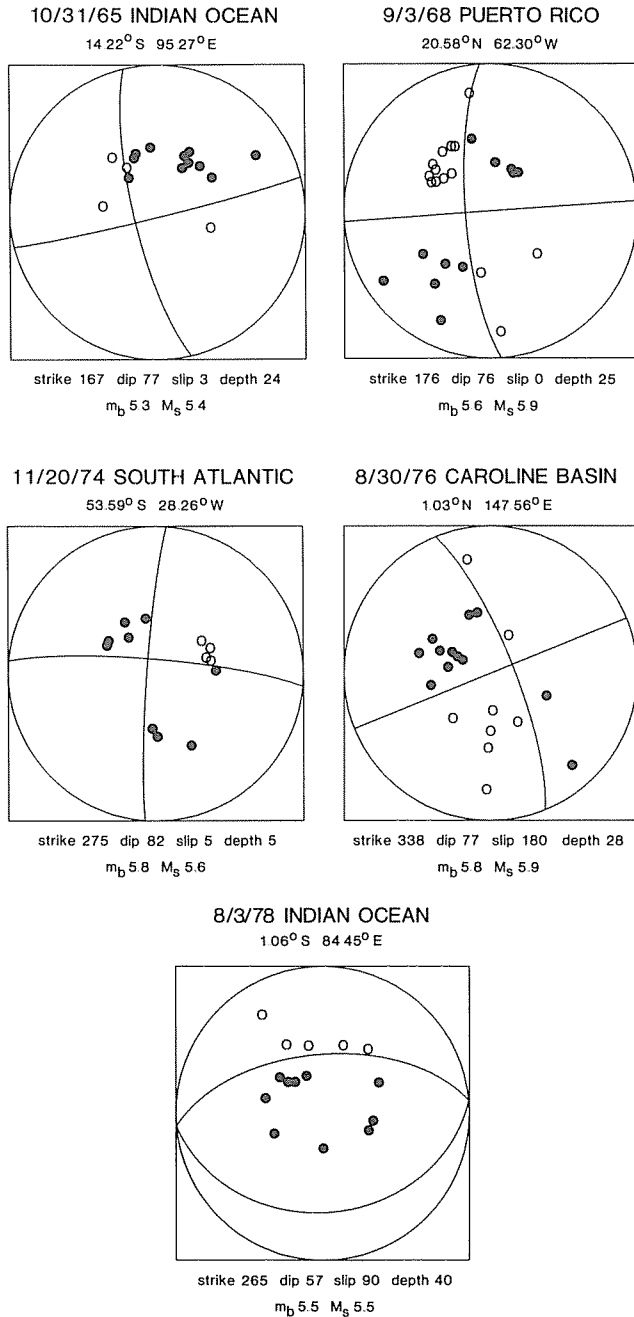 10/31/65 INDIAN OCEAN
14 22° S 95 27° E
strike 167 dip 77 slip 3 depth 24
mb 5 3 Ms 5 4
9/3/68 PUERTO RICO
20.58° N 62.30° W
strike 176 dip 76 slip 0 depth 25
mb 5.6 Ms 5.9
11/20/74 SOUTH ATLANTIC
53.59° S 28.26° W
strike 275 dip 82 slip 5 depth 5
mb 5.8 Ms 5.6
8/30/76 CAROLINE BASIN
1.03° N 147.56° E
strike 338 dip 77 slip 180 depth 28
mb 5.8 Ms 5.9
8/3/78 INDIAN OCEAN
1.06° S 84 45° E
strike 265 dip 57 slip 90 depth 40
mb 5.5 Ms 5.5